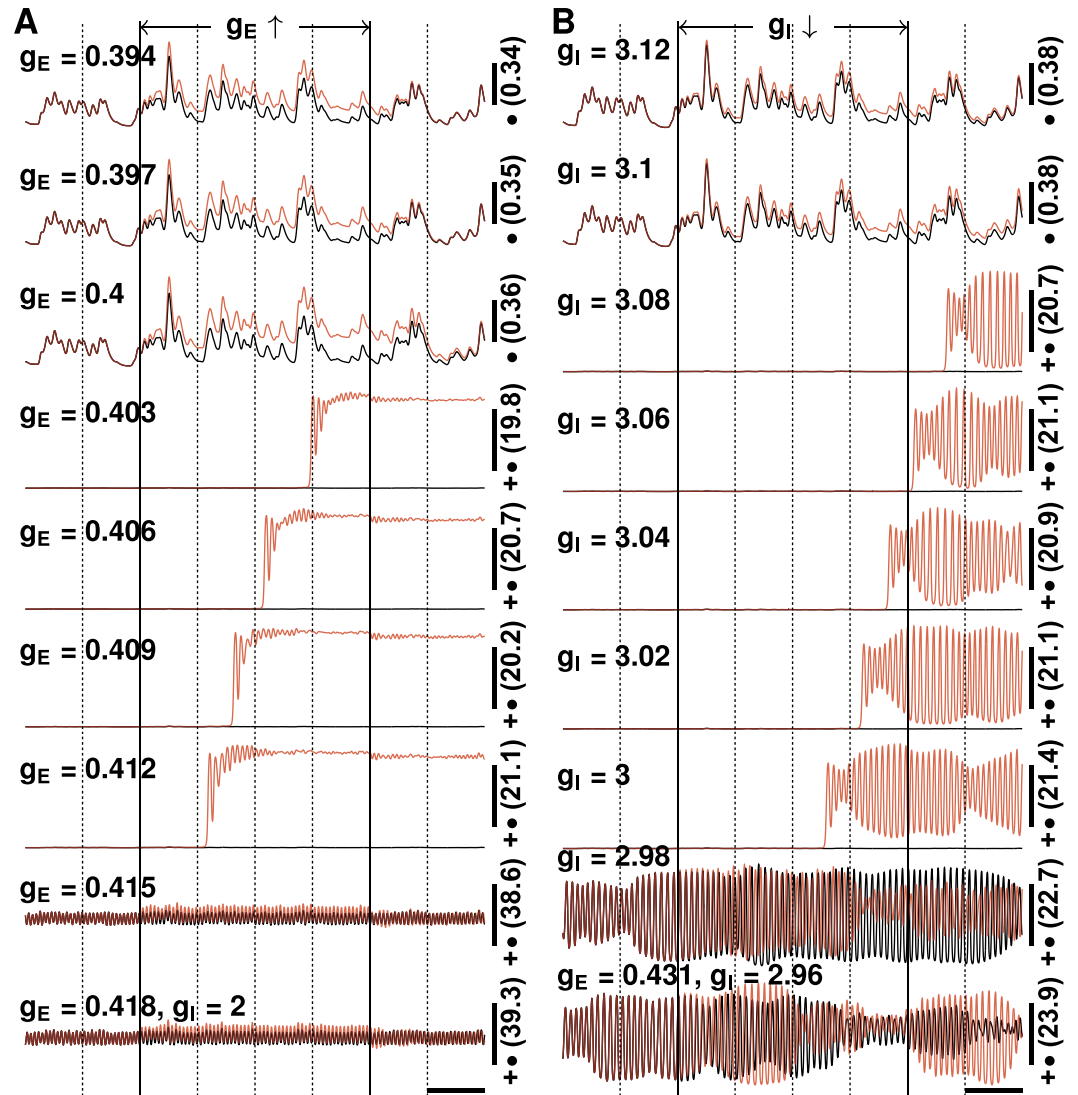 A
g_E ↑
g_E = 0.394
• (0.34)
g_E = 0.397
• (0.35)
g_E = 0.4
• (0.36)
g_E = 0.403
+• (19.8)
g_E = 0.406
+• (20.7)
g_E = 0.409
+• (20.2)
g_E = 0.412
+• (21.1)
g_E = 0.415
+• (38.6)
g_E = 0.418, g_I = 2
+• (39.3)
B
g_I ↓
g_I = 3.12
• (0.38)
g_I = 3.1
• (0.38)
g_I = 3.08
+• (20.7)
g_I = 3.06
+• (21.1)
g_I = 3.04
+• (20.9)
g_I = 3.02
+• (21.1)
g_I = 3
+• (21.4)
g_I = 2.98
+• (22.7)
g_E = 0.431, g_I = 2.96
+• (23.9)